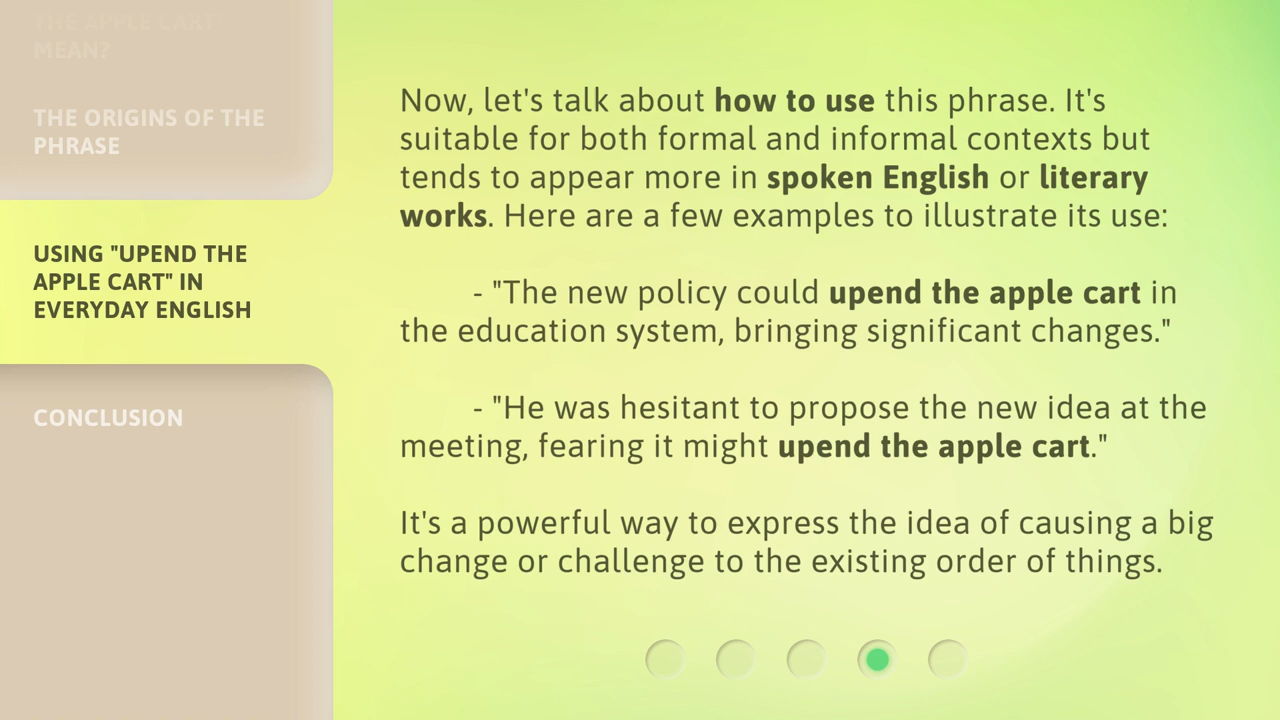 THE APPLE CART
MEAN?
THE ORIGINS OF THE
PHRASE
USING "UPEND THE
APPLE CART" IN
EVERYDAY ENGLISH
CONCLUSION
Now, let's talk about how to use this phrase. It's
suitable for both formal and informal contexts but
tends to appear more in spoken English or literary
works. Here are a few examples to illustrate its use:
- "The new policy could upend the apple cart in
the education system, bringing significant changes."
- "He was hesitant to propose the new idea at the
meeting, fearing it might upend the apple cart."
It's a powerful way to express the idea of causing a big
change or challenge to the existing order of things.